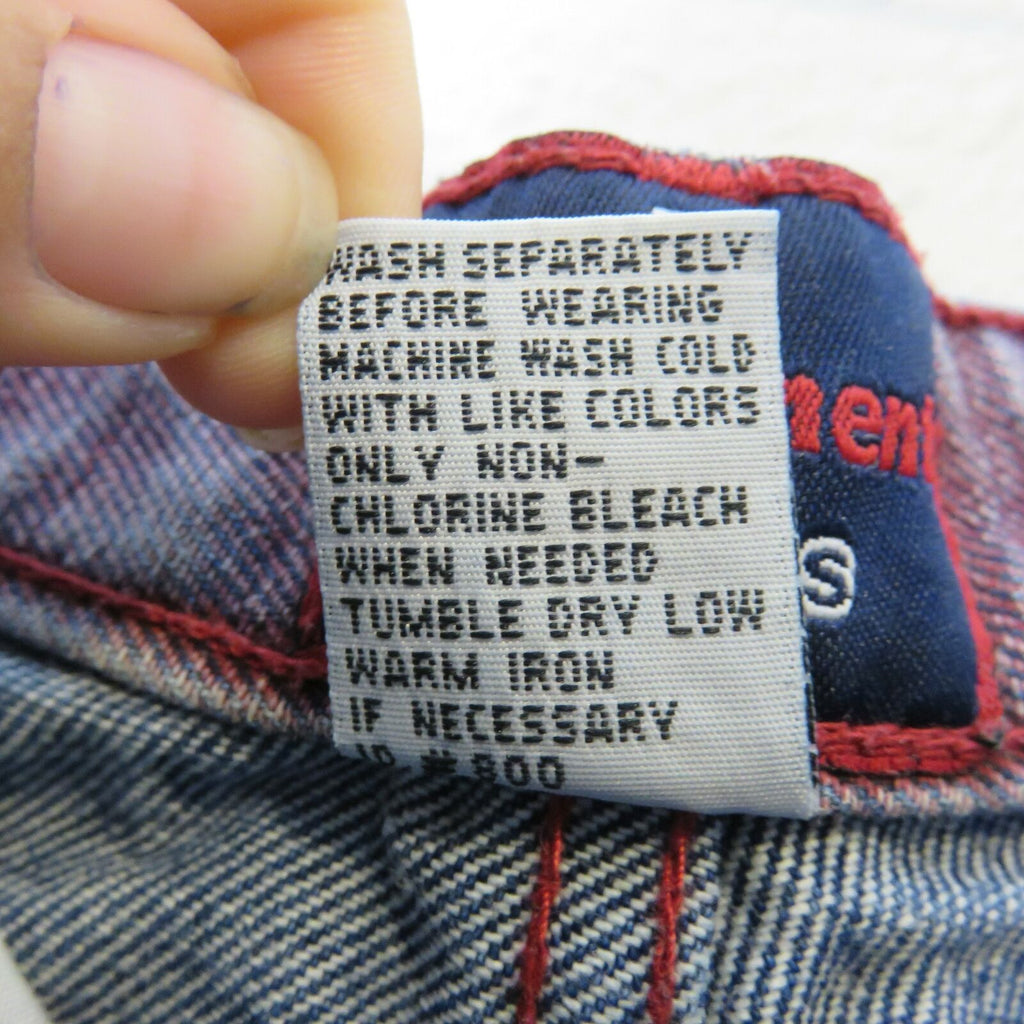 WASH SEPARATELY
BEFORE WEARING
MACHINE WASH COLD
WITH LIKE COLORS
ONLY NON-
CHLORINE BLEACH
WHEN NEEDED
TUMBLE DRY LOW
WARM IRON
IF NECESSARY
#800
ment
S